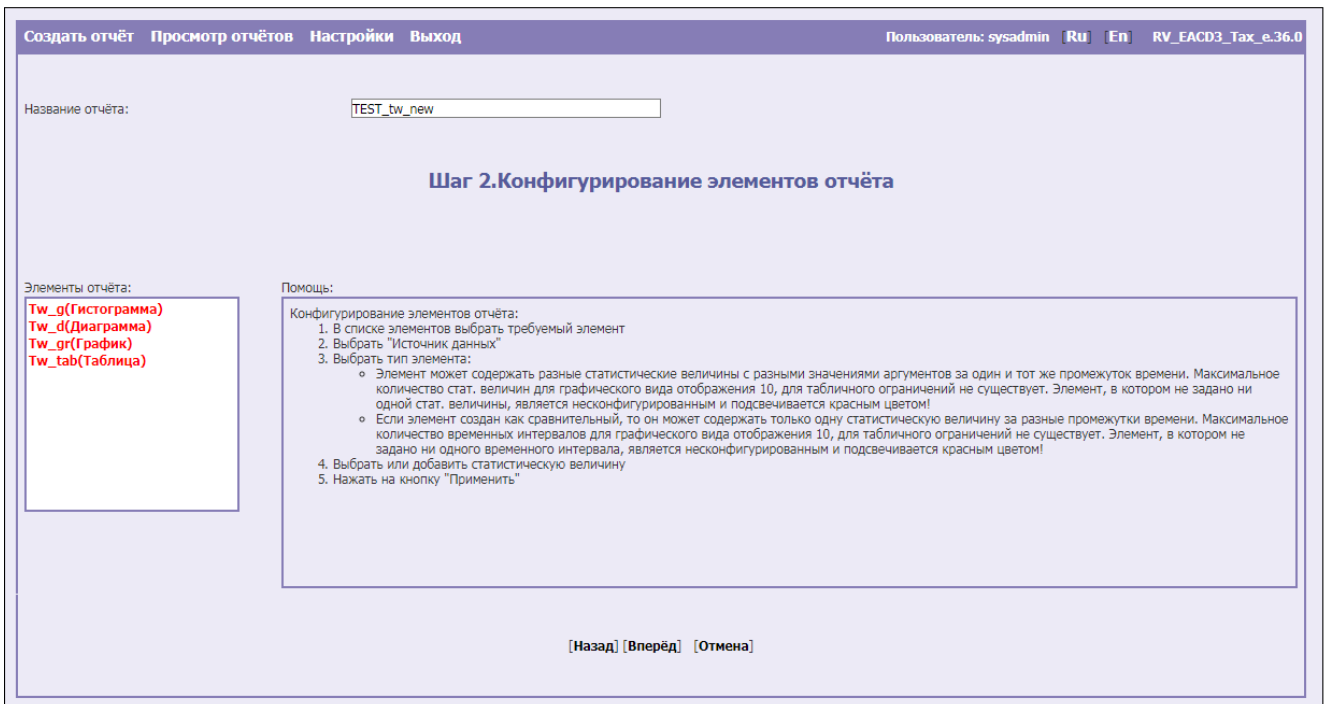 Создать отчёт Просмотр отчётов Настройки Выход Пользователь: sysadmin [Ru] [En] RV_EACD3_Tax_e.36.0
Название отчёта: TEST_tw_new
Шаг 2.Конфигурирование элементов отчёта
Элементы отчёта:
Tw_g(Гистограмма)
Tw_d(Диаграмма)
Tw_gr(График)
Tw_tab(Таблица)
Помощь:
Конфигурирование элементов отчёта:
1. В списке элементов выбрать требуемый элемент
2. Выбрать "Источник данных"
3. Выбрать тип элемента:
Элемент может содержать разные статистические величины с разными значениями аргументов за один и тот же промежуток времени. Максимальное
количество стат. величин для графического вида отображения 10, для табличного ограничений не существует. Элемент, в котором не задано ни
одной стат. величины, является несконфигурированным и подсвечивается красным цветом!
Если элемент создан как сравнительный, то он может содержать только одну статистическую величину за разные промежутки времени. Максимальное
количество временных интервалов для графического вида отображения 10, для табличного ограничений не существует. Элемент, в котором не
задано ни одного временного интервала, является несконфигурированным и подсвечивается красным цветом!
4. Выбрать или добавить статистическую величину
5. Нажать на кнопку "Применить"
[Назад] [Вперёд] [Отмена]